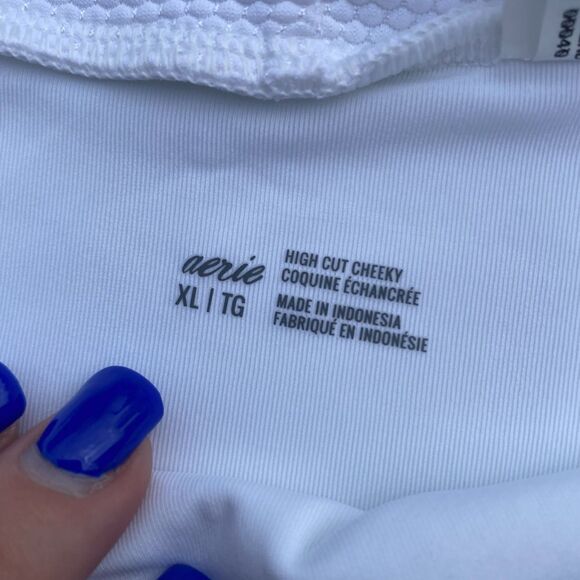 aerie
XL | TG
HIGH CUT CHEEKY
COQUINE ÉCHANCRÉE
MADE IN INDONESIA
FABRIQUÉ EN INDONÉSIE